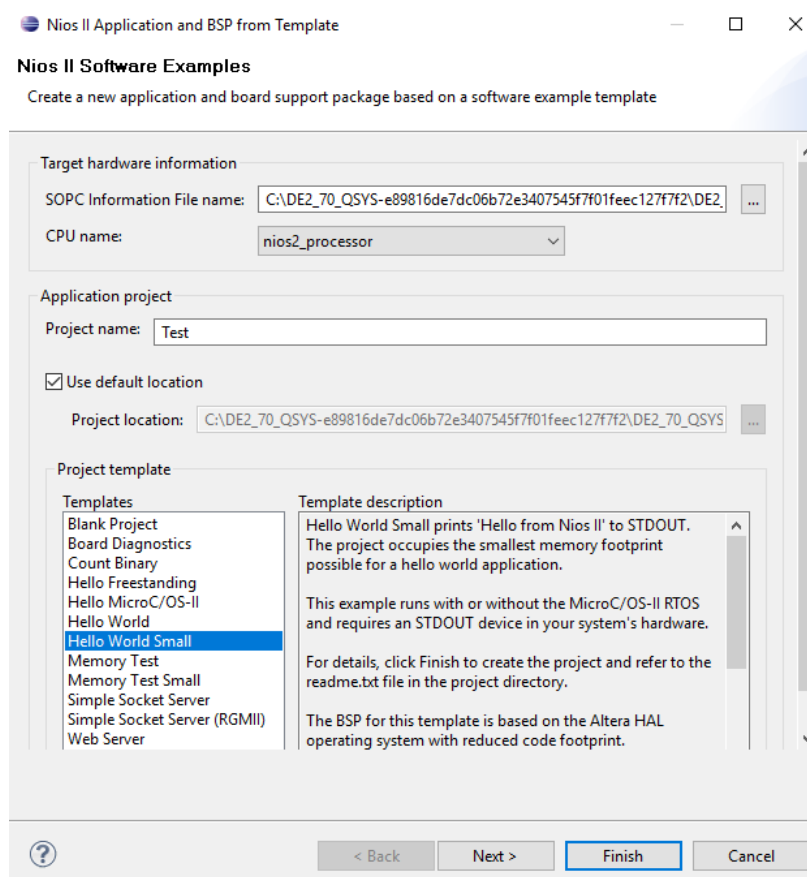 Nios II Application and BSP from Template
Nios II Software Examples
Create a new application and board support package based on a software example template
Target hardware information
SOPC Information File name: C:\DE2_70_QSYS-e89816de7dc06b72e3407545f7f01feec127f7f2\DE2_ ...
CPU name: nios2_processor
Application project
Project name: Test
Use default location
Project location: C:\DE2_70_QSYS-e89816de7dc06b72e3407545f7f01feec127f7f2\DE2_70_QSYS ...
Project template
Templates
Blank Project
Board Diagnostics
Count Binary
Hello Freestanding
Hello MicroC/OS-II
Hello World
Hello World Small
Memory Test
Memory Test Small
Simple Socket Server
Simple Socket Server (RGMII)
Web Server
Template description
Hello World Small prints 'Hello from Nios II' to STDOUT.
The project occupies the smallest memory footprint
possible for a hello world application.
This example runs with or without the MicroC/OS-II RTOS
and requires an STDOUT device in your system's hardware.
For details, click Finish to create the project and refer to the
readme.txt file in the project directory.
The BSP for this template is based on the Altera HAL
operating system with reduced code footprint.
? < Back Next > Finish Cancel